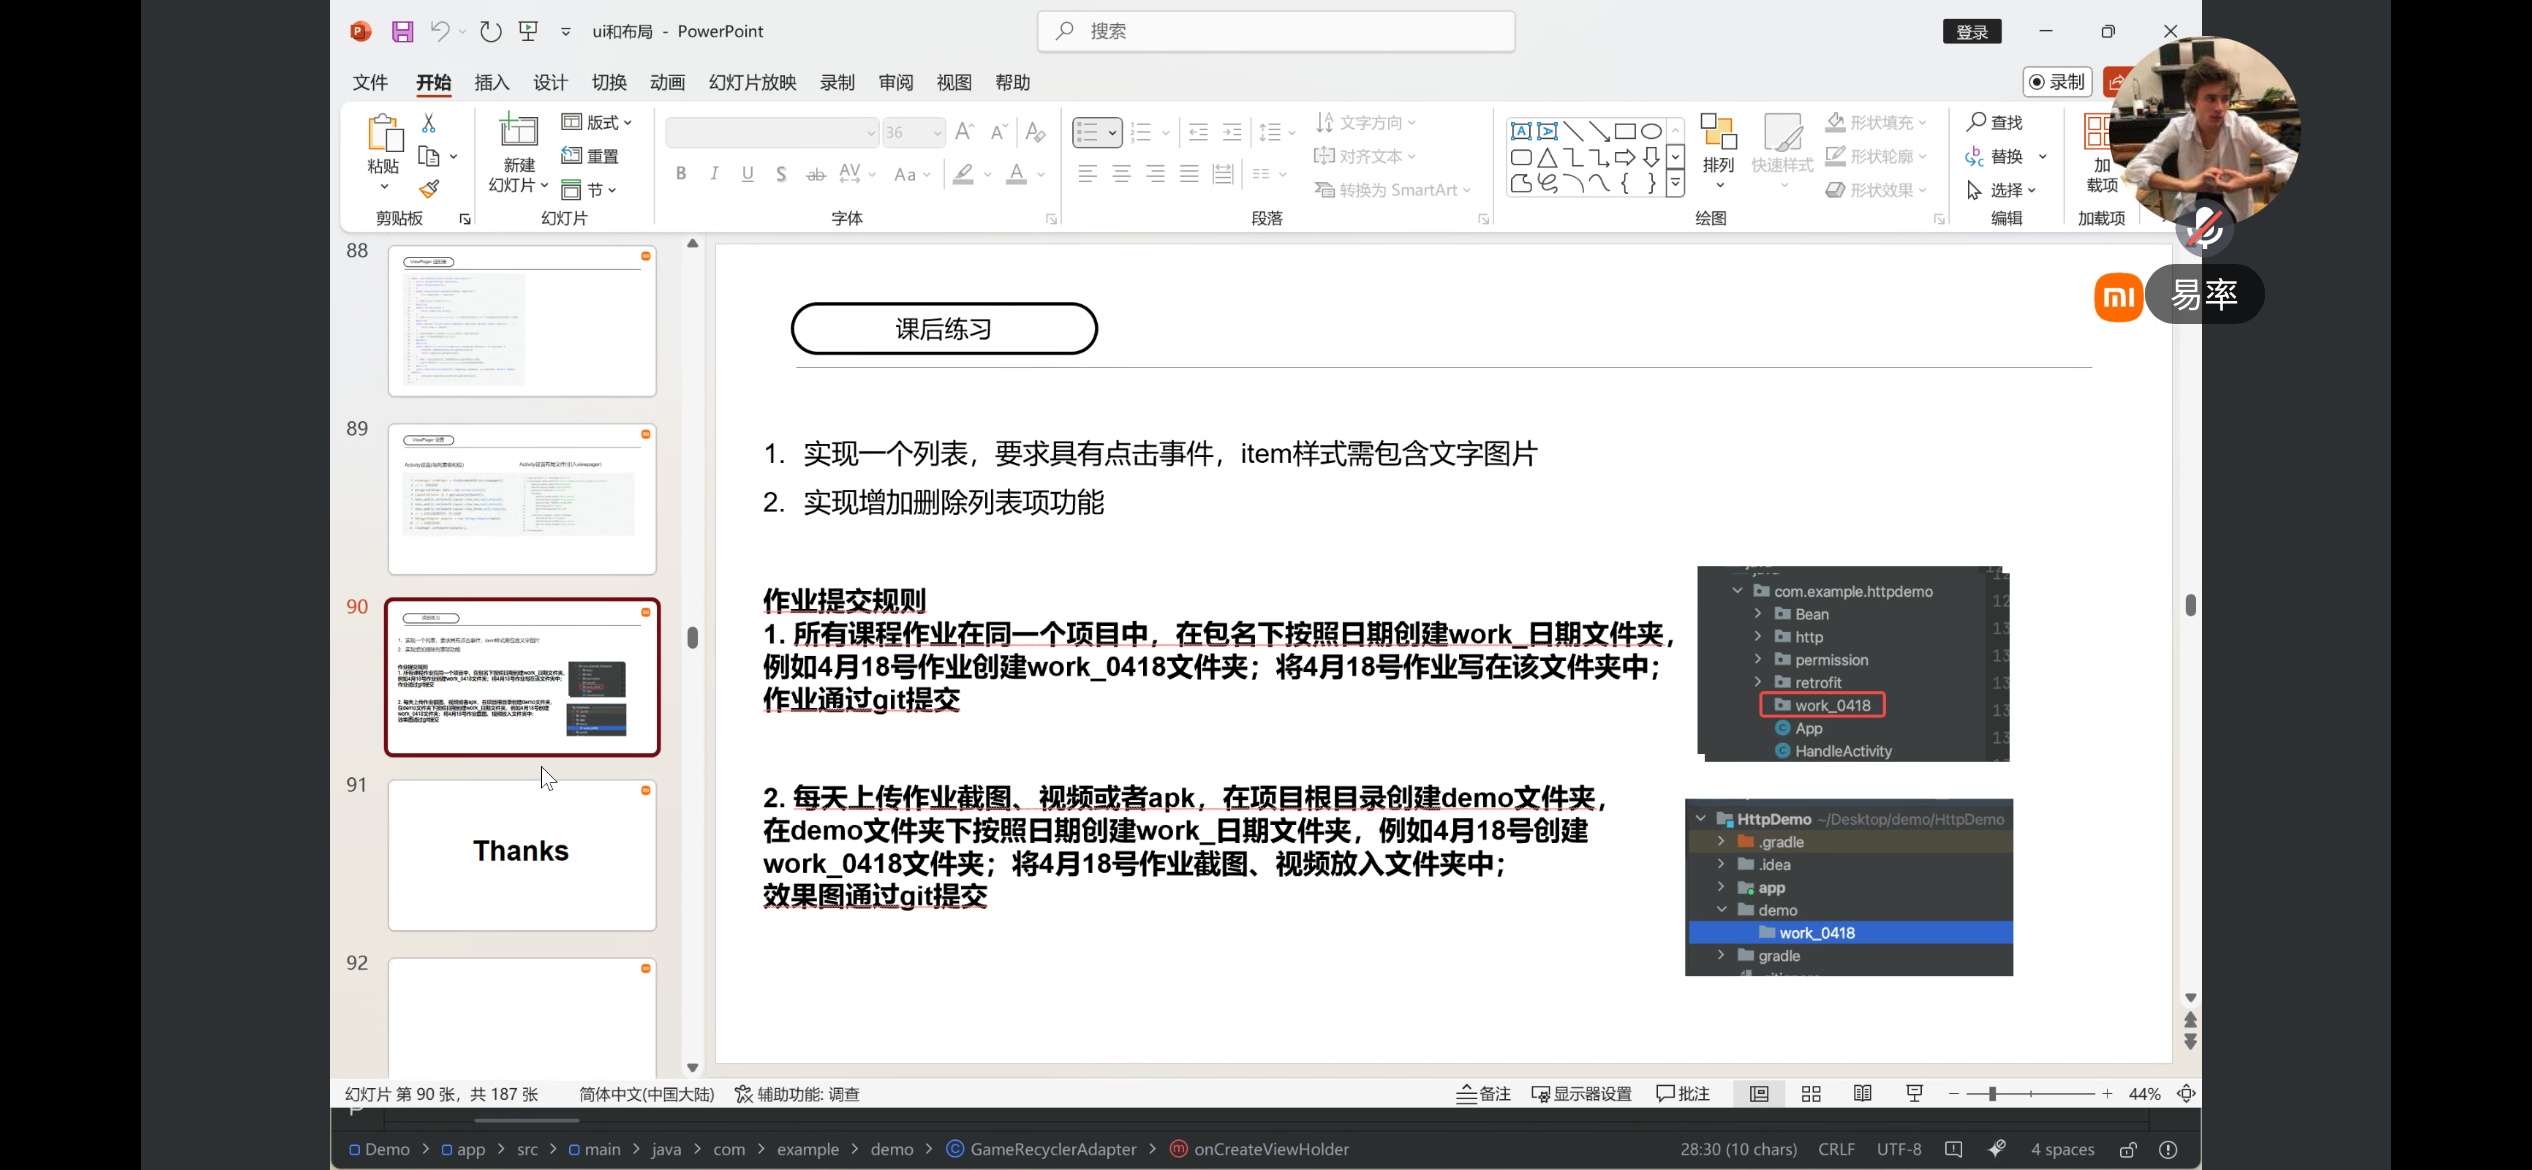 ui和布局 - PowerPoint
搜索
登录
文件 开始 插入 设计 切换 动画 幻灯片放映 录制 审阅 视图 帮助
录制
粘贴
剪贴板
新建
幻灯片
版式
重置
节
幻灯片
36
B I U S ab AV Aa A
字体
文字方向
对齐文本
转换为 SmartArt
段落
排列
快速样式
形状填充
形状轮廓
形状效果
绘图
查找
替换
选择
编辑
加
载项
加载项
易率
88
89
90
91
Thanks
92
课后练习
1. 实现一个列表，要求具有点击事件，item样式需包含文字图片
2. 实现增加删除列表项功能
作业提交规则
1. 所有课程作业在同一个项目中，在包名下按照日期创建work_日期文件夹，
例如4月18号作业创建work_0418文件夹；将4月18号作业写在该文件夹中；
作业通过git提交
2. 每天上传作业截图、视频或者apk，在项目根目录创建demo文件夹，
在demo文件夹下按照日期创建work_日期文件夹，例如4月18号创建
work_0418文件夹；将4月18号作业截图、视频放入文件夹中；
效果图通过git提交
com.example.httpdemo
Bean
http
permission
retrofit
work_0418
App
HandleActivity
HttpDemo ~/Desktop/demo/HttpDemo
.gradle
.idea
app
demo
work_0418
gradle
幻灯片 第 90 张，共 187 张 简体中文(中国大陆) 辅助功能: 调查
备注 显示器设置 批注 44%
Demo > app > src > main > java > com > example > demo > GameRecyclerAdapter > onCreateViewHolder
28:30 (10 chars) CRLF UTF-8 4 spaces